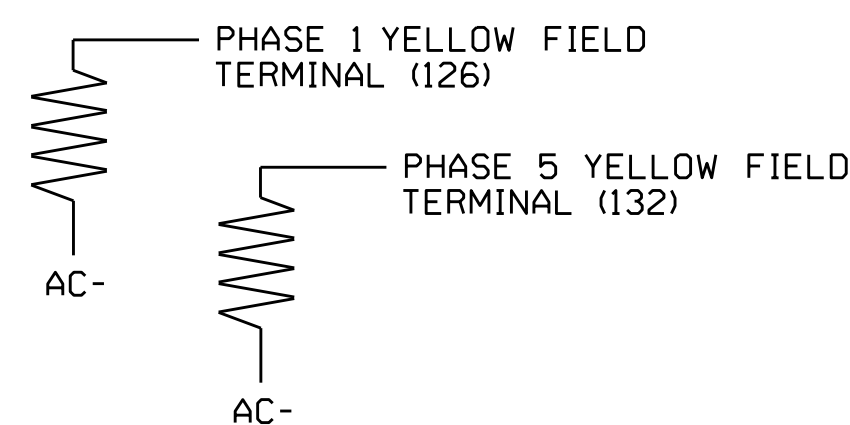 PHASE 1 YELLOW FIELD
TERMINAL (126)
AC-
PHASE 5 YELLOW FIELD
TERMINAL (132)
AC-